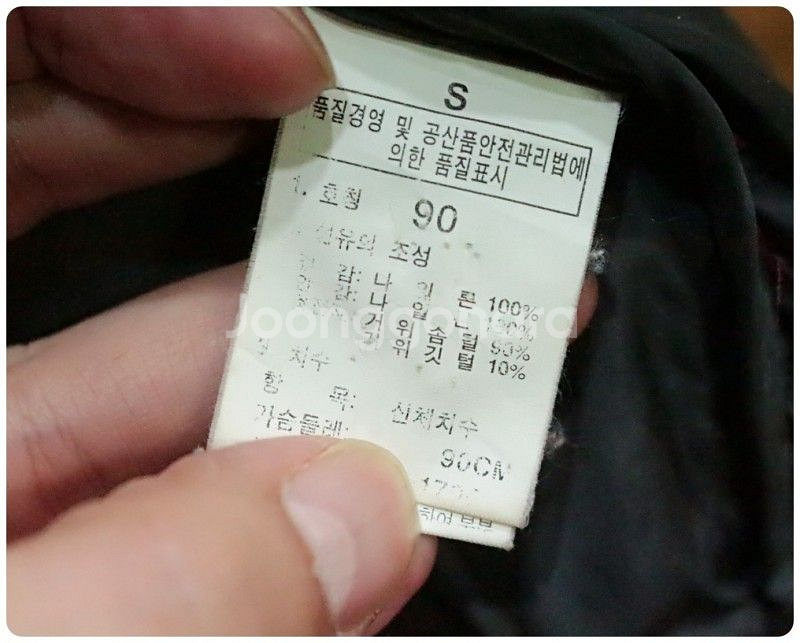 S
품질경영 및 공산품안전관리법에
의한 품질표시
1. 호칭 90
섬유의 조성
감: 나 일 론 100%
감: 나 일 론 100%
거 위 솜 털 90%
거 위 깃 털 10%
치수
항 목: 신체치수
가슴둘레: 90CM
Joonggonara